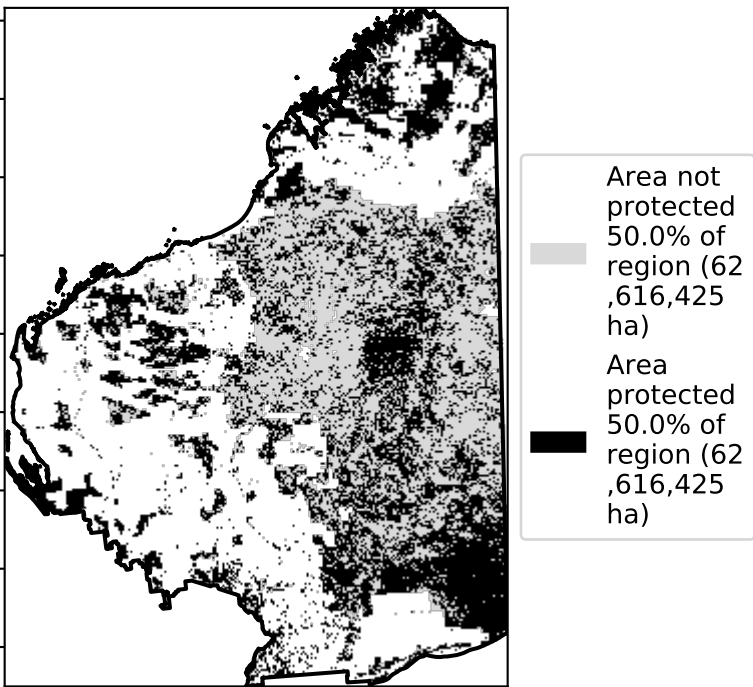 Area not
protected
50.0% of
region (62
,616,425
ha)
Area
protected
50.0% of
region (62
,616,425
ha)